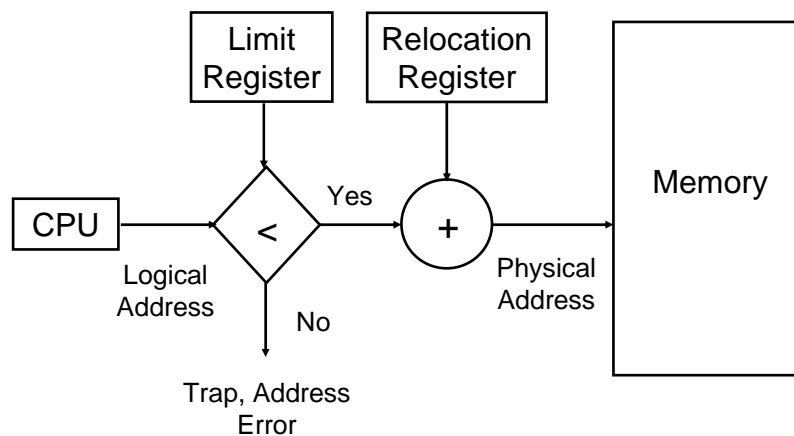 Limit
Register
Relocation
Register
Memory
CPU
<
Yes
+
Logical
Address
Physical
Address
No
Trap, Address
Error